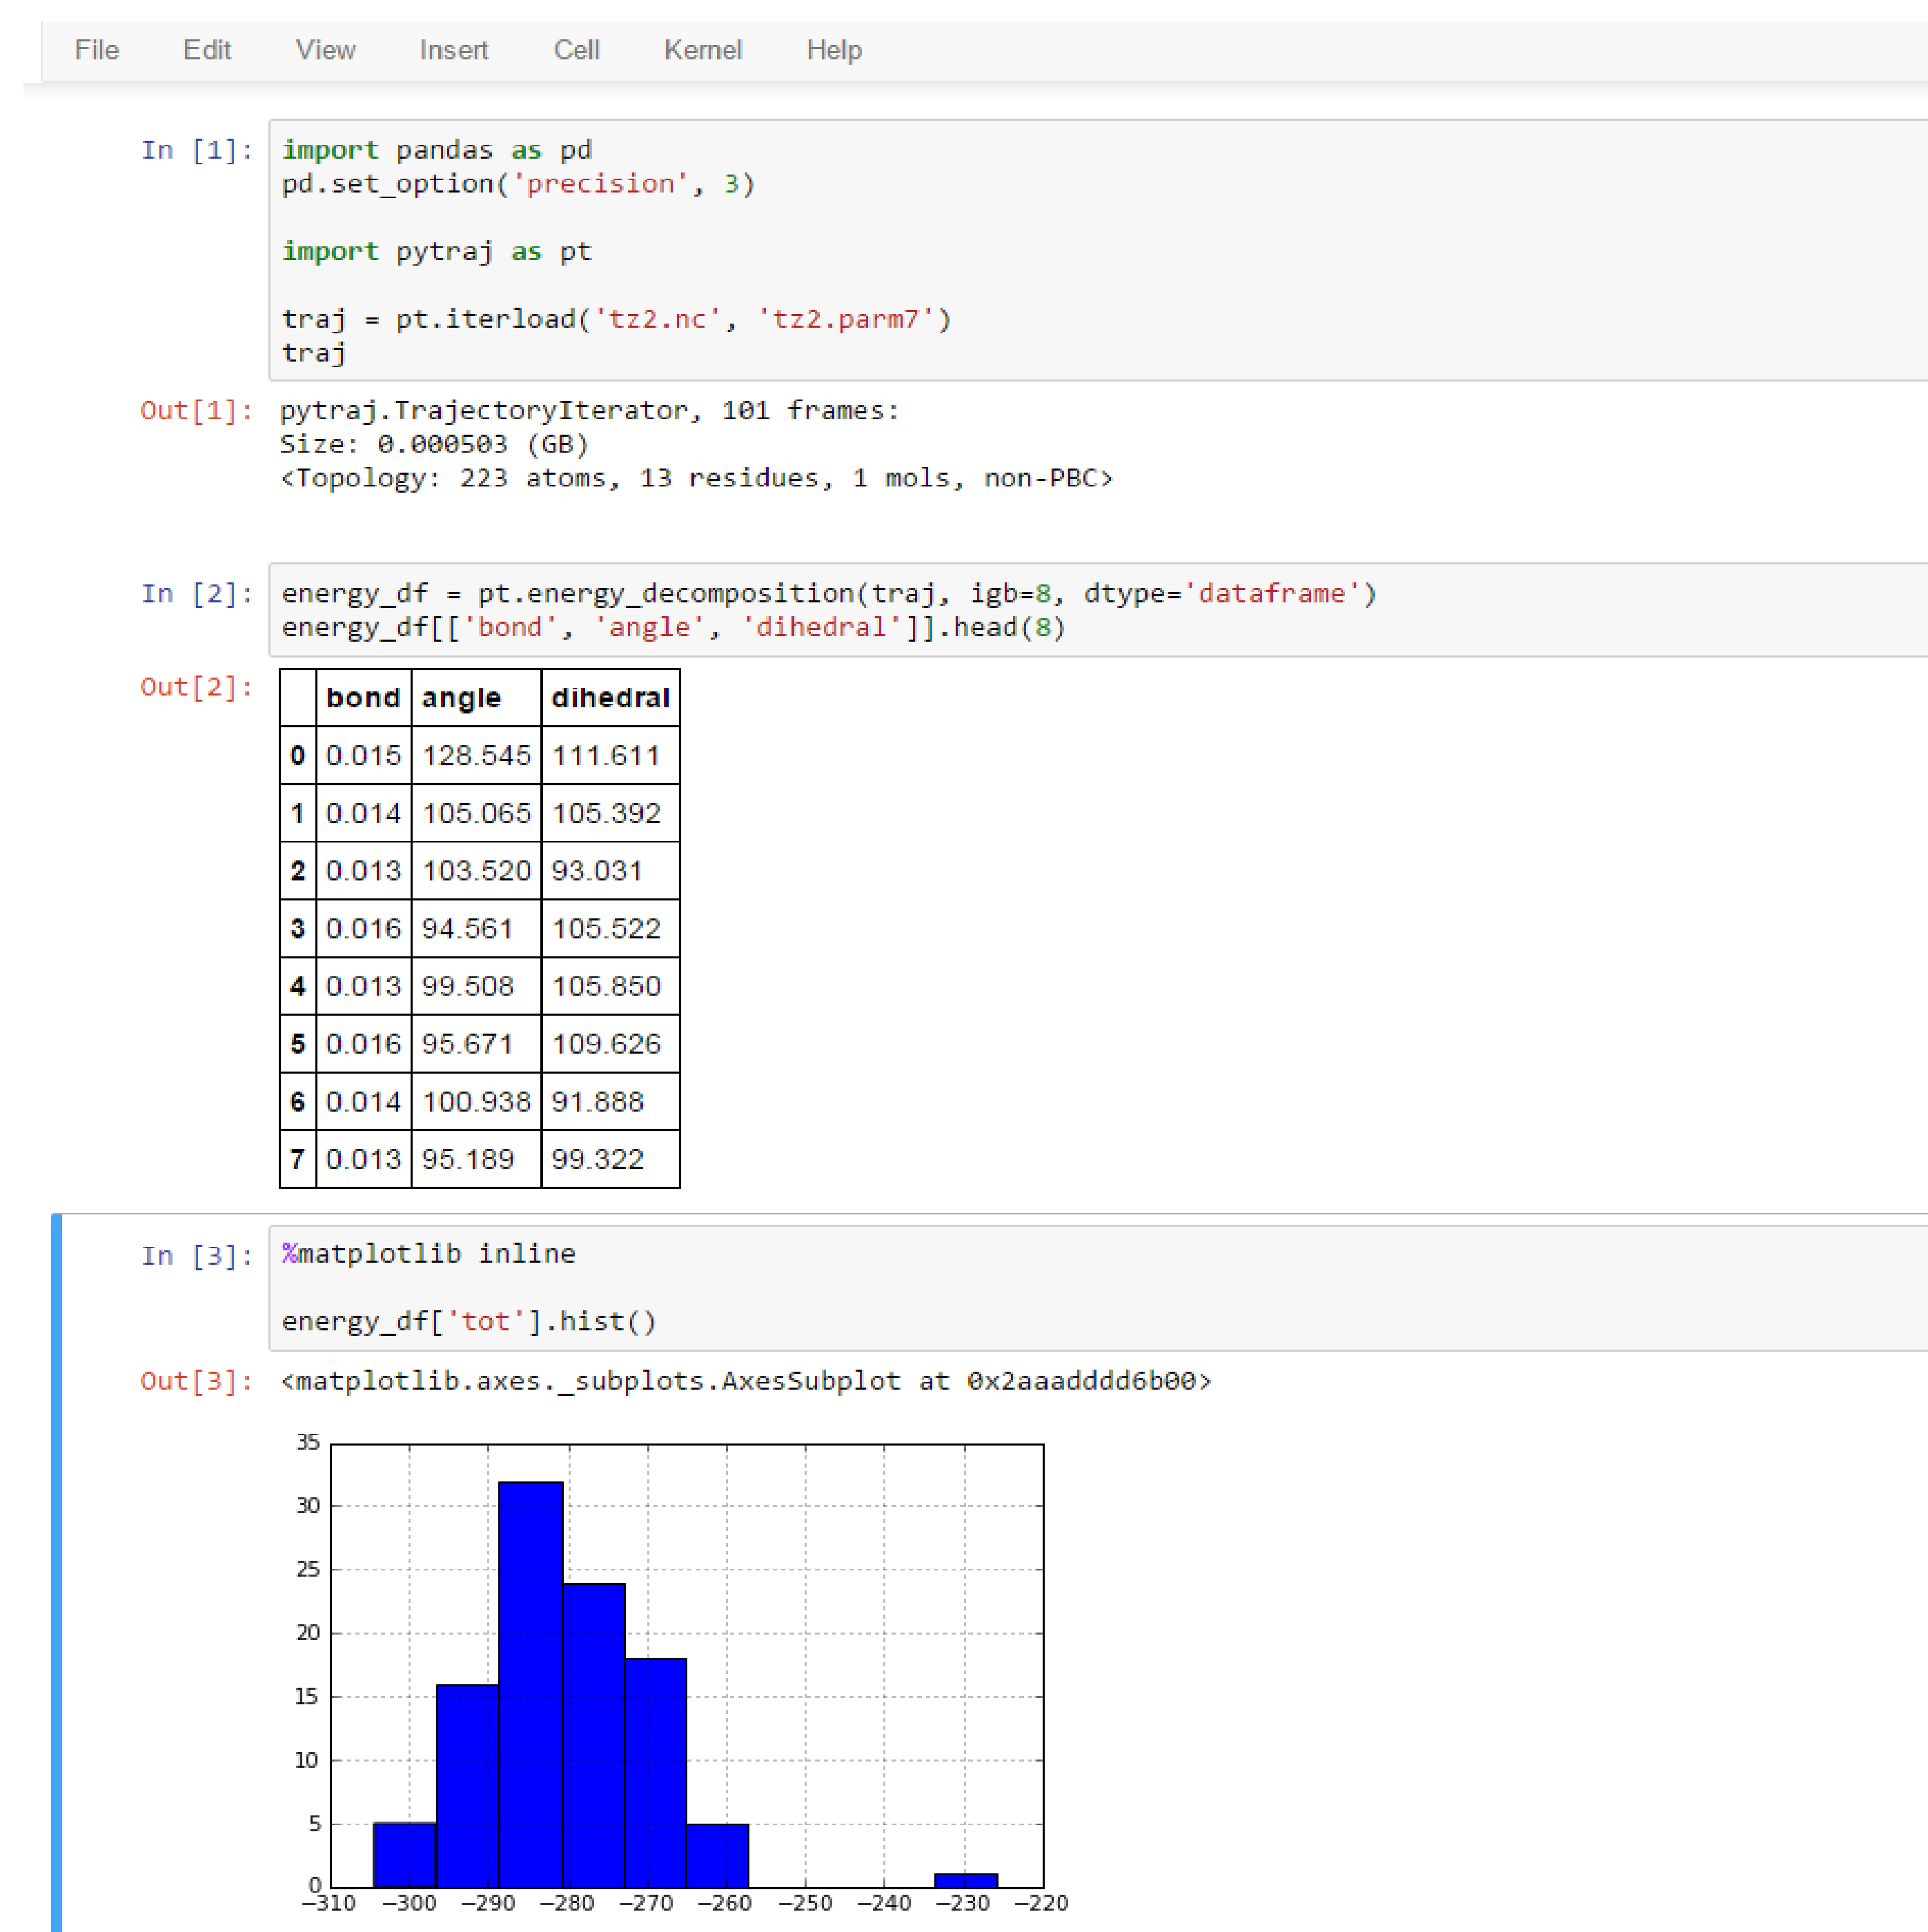 File Edit View Insert Cell Kernel Help
In [1]: import pandas as pd
pd.set_option('precision', 3)
import pytraj as pt
traj = pt.iterload('tz2.nc', 'tz2.parm7')
traj
Out[1]: pytraj.TrajectoryIterator, 101 frames:
Size: 0.000503 (GB)
<Topology: 223 atoms, 13 residues, 1 mols, non-PBC>
In [2]: energy_df = pt.energy_decomposition(traj, igb=8, dtype='dataframe')
energy_df[['bond', 'angle', 'dihedral']].head(8)
Out[2]:
bond angle dihedral
0 0.015 128.545 111.611
1 0.014 105.065 105.392
2 0.013 103.520 93.031
3 0.016 94.561 105.522
4 0.013 99.508 105.850
5 0.016 95.671 109.626
6 0.014 100.938 91.888
7 0.013 95.189 99.322
In [3]: %matplotlib inline
energy_df['tot'].hist()
Out[3]: <matplotlib.axes._subplots.AxesSubplot at 0x2aaadddd6b00>
35
30
25
20
15
10
5
0
−310 −300 −290 −280 −270 −260 −250 −240 −230 −220